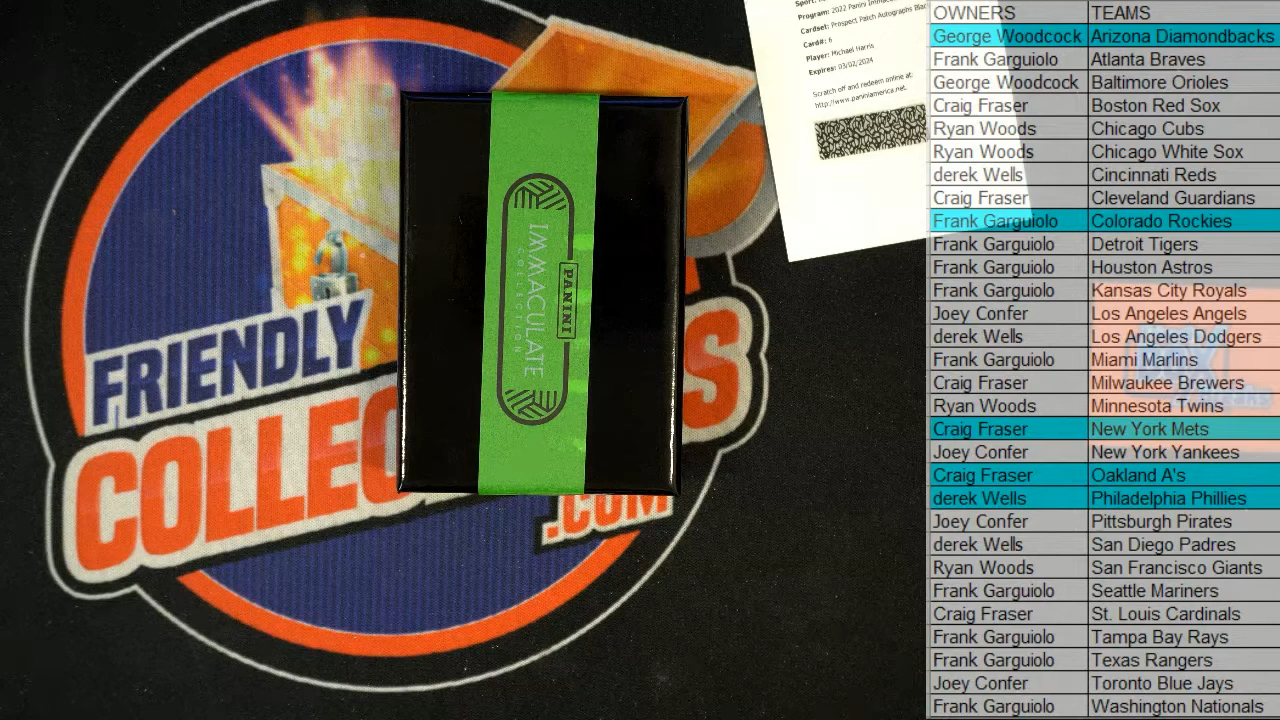 Program: 2022 Panini
Cardset: Prospect Patch Autographs
Card#: 6
Player: Michael Harris
Expires: 03/02/2024
Scratch off and redeem online at:
http://www.paniniamerica.net.
PANINI
IMMACULATE
COLLECTION
FRIENDLY
.COM
OWNERS TEAMS
George Woodcock Arizona Diamondbacks
Frank Garguiolo Atlanta Braves
George Woodcock Baltimore Orioles
Craig Fraser Boston Red Sox
Ryan Woods Chicago Cubs
Ryan Woods Chicago White Sox
derek Wells Cincinnati Reds
Craig Fraser Cleveland Guardians
Frank Garguiolo Colorado Rockies
Frank Garguiolo Detroit Tigers
Frank Garguiolo Houston Astros
Frank Garguiolo Kansas City Royals
Joey Confer Los Angeles Angels
derek Wells Los Angeles Dodgers
Frank Garguiolo Miami Marlins
Craig Fraser Milwaukee Brewers
Ryan Woods Minnesota Twins
Craig Fraser New York Mets
Joey Confer New York Yankees
Craig Fraser Oakland A's
derek Wells Philadelphia Phillies
Joey Confer Pittsburgh Pirates
derek Wells San Diego Padres
Ryan Woods San Francisco Giants
Frank Garguiolo Seattle Mariners
Craig Fraser St. Louis Cardinals
Frank Garguiolo Tampa Bay Rays
Frank Garguiolo Texas Rangers
Joey Confer Toronto Blue Jays
Frank Garguiolo Washington Nationals